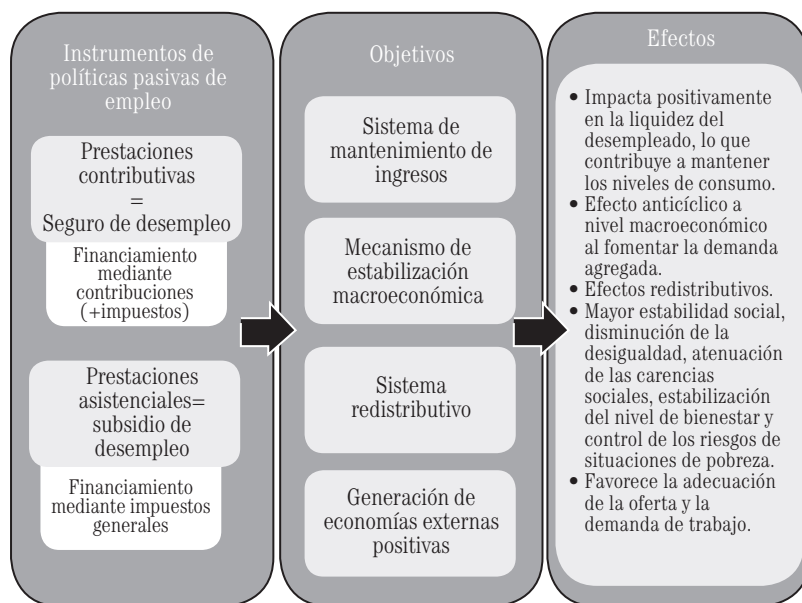 Instrumentos de
políticas pasivas de
empleo
Prestaciones
contributivas
=
Seguro de desempleo
Financiamiento
mediante
contribuciones
(+impuestos)
Prestaciones
asistenciales=
subsidio de
desempleo
Financiamiento
mediante impuestos
generales
Objetivos
Sistema de
mantenimiento de
ingresos
Mecanismo de
estabilización
macroeconómica
Sistema
redistributivo
Generación de
economías externas
positivas
Efectos
• Impacta positivamente
en la liquidez del
desempleado, lo que
contribuye a mantener
los niveles de consumo.
• Efecto anticíclico a
nivel macroeconómico
al fomentar la demanda
agregada.
• Efectos redistributivos.
• Mayor estabilidad social,
disminución de la
desigualdad, atenuación
de las carencias
sociales, estabilización
del nivel de bienestar y
control de los riesgos de
situaciones de pobreza.
• Favorece la adecuación
de la oferta y la
demanda de trabajo.